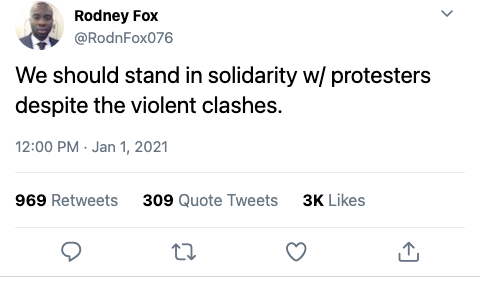 Rodney Fox
@RodnFox076
We should stand in solidarity w/ protesters
despite the violent clashes.
12:00 PM · Jan 1, 2021
969 Retweets 309 Quote Tweets 3K Likes